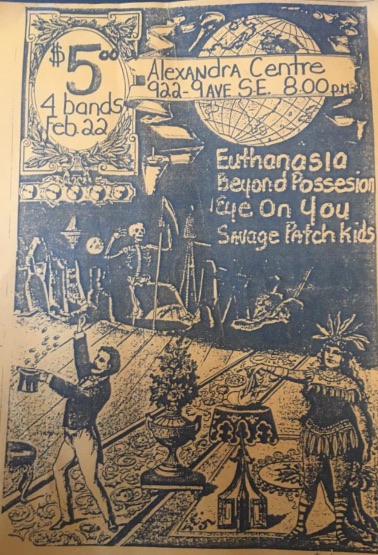 $5.00
4 bands
Feb. 22
Alexandra Centre
922-9 AVE S.E. 8.00 p.m.
Euthanasia
Beyond Possesion
Eye On You
Savage Patch Kids